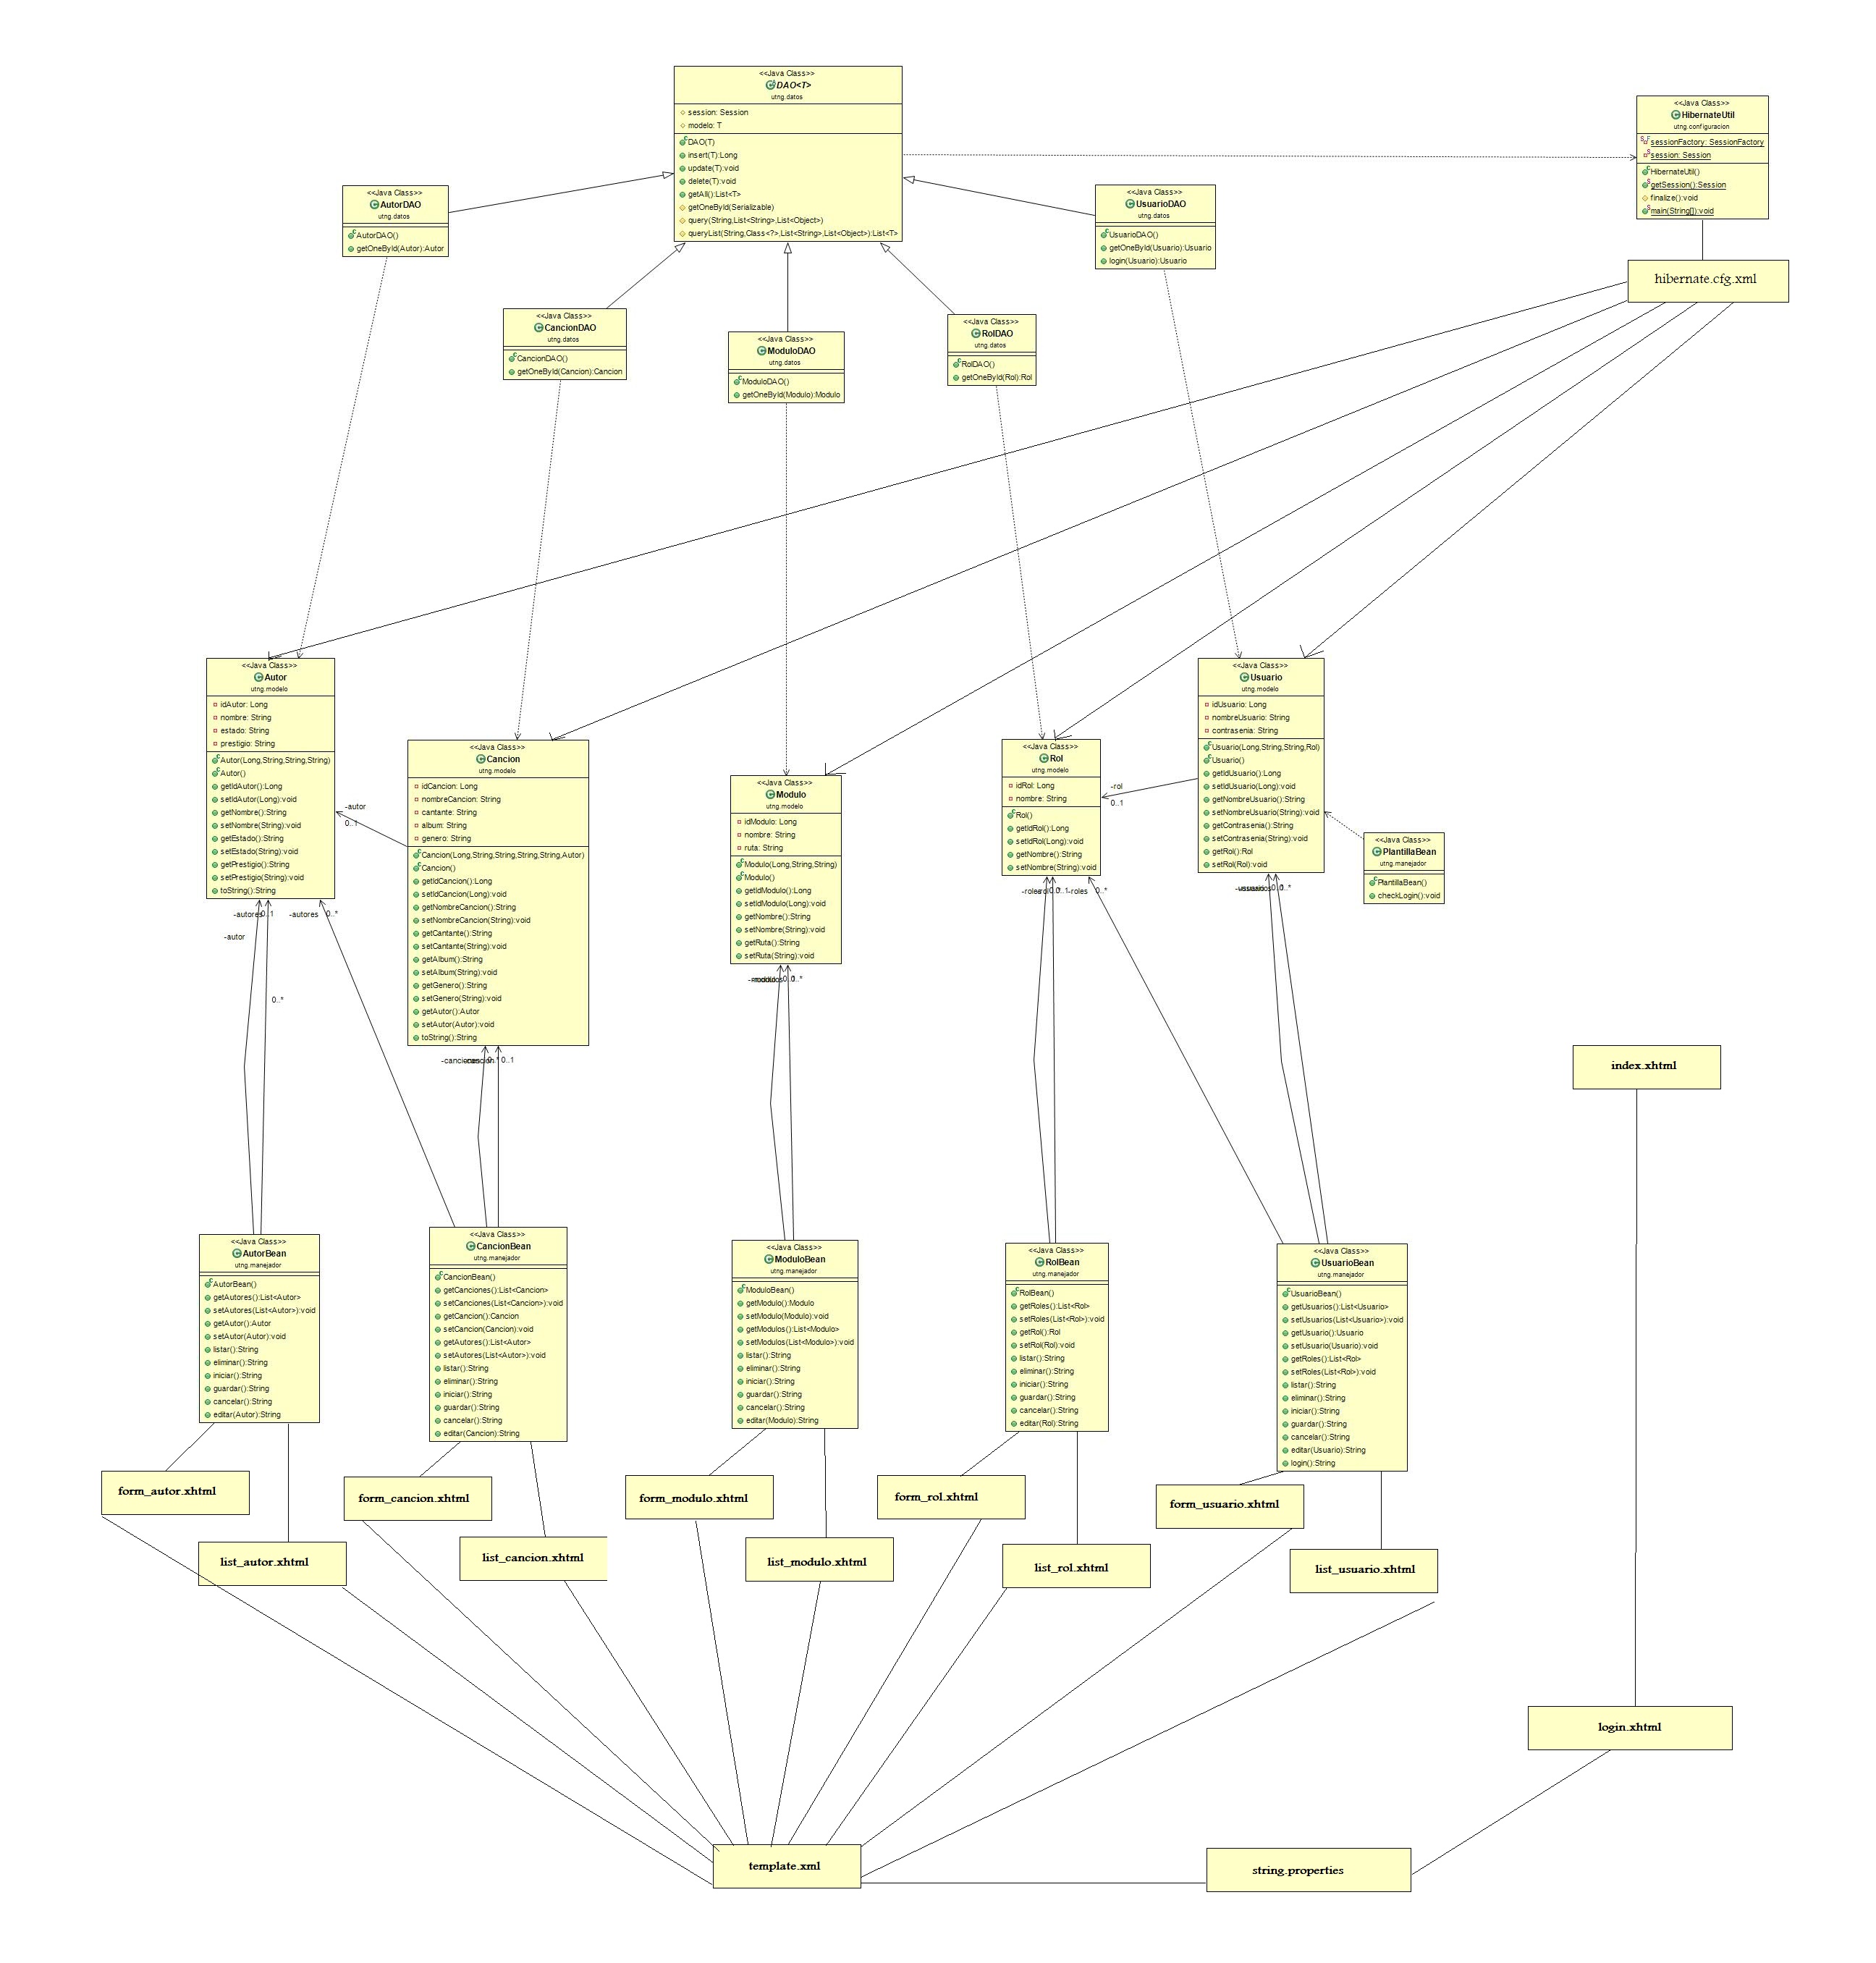 <<Java Class>>
DAO<T>
utng.datos
session: Session
modelo: T
DAO(T)
insert(T):Long
update(T):void
delete(T):void
getAll():List<T>
getOneById(Serializable)
query(String,List<String>,List<Object>)
queryList(String,Class<?>,List<String>,List<Object>):List<T>
<<Java Class>>
HibernateUtil
utng.configuracion
sessionFactory: SessionFactory
session: Session
HibernateUtil()
getSession():Session
finalize():void
main(String[]):void
<<Java Class>>
AutorDAO
utng.datos
AutorDAO()
getOneById(Autor):Autor
<<Java Class>>
UsuarioDAO
utng.datos
UsuarioDAO()
getOneById(Usuario):Usuario
login(Usuario):Usuario
hibernate.cfg.xml
<<Java Class>>
CancionDAO
utng.datos
CancionDAO()
getOneById(Cancion):Cancion
<<Java Class>>
ModuloDAO
utng.datos
ModuloDAO()
getOneById(Modulo):Modulo
<<Java Class>>
RolDAO
utng.datos
RolDAO()
getOneById(Rol):Rol
<<Java Class>>
Autor
utng.modelo
idAutor: Long
nombre: String
estado: String
prestigio: String
Autor(Long,String,String,String)
Autor()
getIdAutor():Long
setIdAutor(Long):void
getNombre():String
setNombre(String):void
getEstado():String
setEstado(String):void
getPrestigio():String
setPrestigio(String):void
toString():String
-autor
0..1
<<Java Class>>
Cancion
utng.modelo
idCancion: Long
nombreCancion: String
cantante: String
album: String
genero: String
Cancion(Long,String,String,String,String,Autor)
Cancion()
getIdCancion():Long
setIdCancion(Long):void
getNombreCancion():String
setNombreCancion(String):void
getCantante():String
setCantante(String):void
getAlbum():String
setAlbum(String):void
getGenero():String
setGenero(String):void
getAutor():Autor
setAutor(Autor):void
toString():String
<<Java Class>>
Modulo
utng.modelo
idModulo: Long
nombre: String
ruta: String
Modulo(Long,String,String)
Modulo()
getIdModulo():Long
setIdModulo(Long):void
getNombre():String
setNombre(String):void
getRuta():String
setRuta(String):void
<<Java Class>>
Rol
utng.modelo
idRol: Long
nombre: String
Rol()
getIdRol():Long
setIdRol(Long):void
getNombre():String
setNombre(String):void
-rol
0..1
<<Java Class>>
Usuario
utng.modelo
idUsuario: Long
nombreUsuario: String
contrasenia: String
Usuario(Long,String,String,Rol)
Usuario()
getIdUsuario():Long
setIdUsuario(Long):void
getNombreUsuario():String
setNombreUsuario(String):void
getContrasenia():String
setContrasenia(String):void
getRol():Rol
setRol(Rol):void
<<Java Class>>
PlantillaBean
utng.manejador
PlantillaBean()
checkLogin():void
-autores 0..1
-autores 0..*
-autor
0..*
-roles 0..*
0..1
index.xhtml
<<Java Class>>
AutorBean
utng.manejador
AutorBean()
getAutores():List<Autor>
setAutores(List<Autor>):void
getAutor():Autor
setAutor(Autor):void
listar():String
eliminar():String
iniciar():String
guardar():String
cancelar():String
editar(Autor):String
<<Java Class>>
CancionBean
utng.manejador
CancionBean()
getCanciones():List<Cancion>
setCanciones(List<Cancion>):void
getCancion():Cancion
setCancion(Cancion):void
getAutores():List<Autor>
setAutores(List<Autor>):void
listar():String
eliminar():String
iniciar():String
guardar():String
cancelar():String
editar(Cancion):String
<<Java Class>>
ModuloBean
utng.manejador
ModuloBean()
getModulo():Modulo
setModulo(Modulo):void
getModulos():List<Modulo>
setModulos(List<Modulo>):void
listar():String
eliminar():String
iniciar():String
guardar():String
cancelar():String
editar(Modulo):String
<<Java Class>>
RolBean
utng.manejador
RolBean()
getRoles():List<Rol>
setRoles(List<Rol>):void
getRol():Rol
setRol(Rol):void
listar():String
eliminar():String
iniciar():String
guardar():String
cancelar():String
editar(Rol):String
<<Java Class>>
UsuarioBean
utng.manejador
UsuarioBean()
getUsuarios():List<Usuario>
setUsuarios(List<Usuario>):void
getUsuario():Usuario
setUsuario(Usuario):void
getRoles():List<Rol>
setRoles(List<Rol>):void
listar():String
eliminar():String
iniciar():String
guardar():String
cancelar():String
editar(Usuario):String
login():String
form_autor.xhtml
form_cancion.xhtml
form_modulo.xhtml
form_rol.xhtml
form_usuario.xhtml
list_autor.xhtml
list_cancion.xhtml
list_modulo.xhtml
list_rol.xhtml
list_usuario.xhtml
login.xhtml
template.xml
string.properties